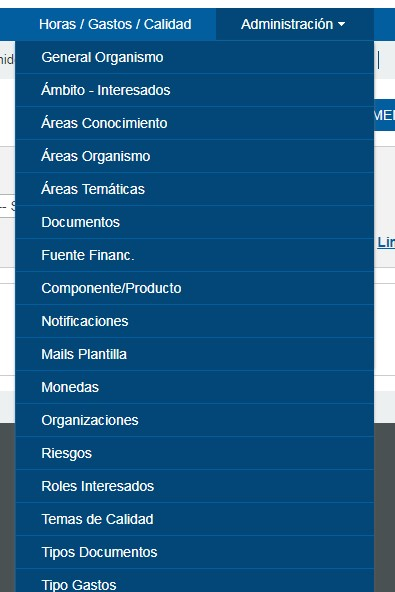 Horas / Gastos / Calidad Administración
General Organismo
Ámbito - Interesados
Áreas Conocimiento
Áreas Organismo
Áreas Temáticas
Documentos
Fuente Financ.
Componente/Producto
Notificaciones
Mails Plantilla
Monedas
Organizaciones
Riesgos
Roles Interesados
Temas de Calidad
Tipos Documentos
Tipo Gastos